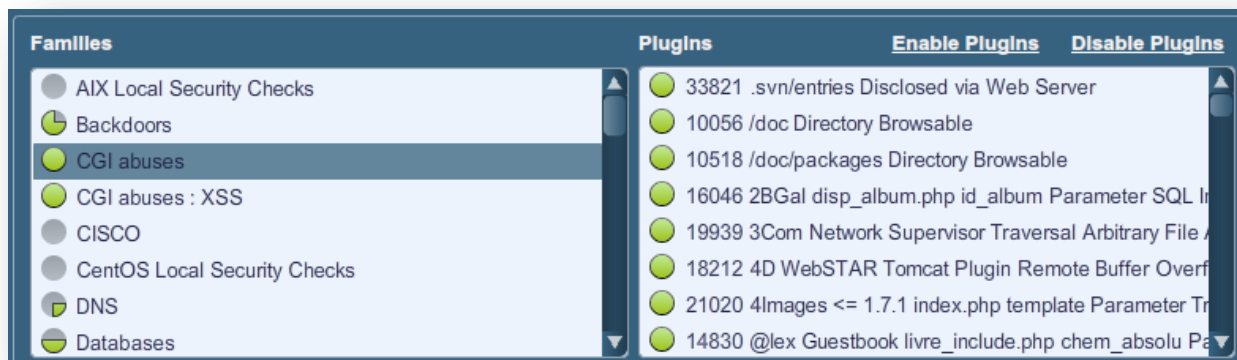 Families
AIX Local Security Checks
Backdoors
CGI abuses
CGI abuses : XSS
CISCO
CentOS Local Security Checks
DNS
Databases
Plugins Enable Plugins Disable Plugins
33821 .svn/entries Disclosed via Web Server
10056 /doc Directory Browsable
10518 /doc/packages Directory Browsable
16046 2BGal disp_album.php id_album Parameter SQL
19939 3Com Network Supervisor Traversal Arbitrary File
18212 4D WebSTAR Tomcat Plugin Remote Buffer Overf
21020 4Images <= 1.7.1 index.php template Parameter Tr
14830 @lex Guestbook livre_include.php chem_absolu